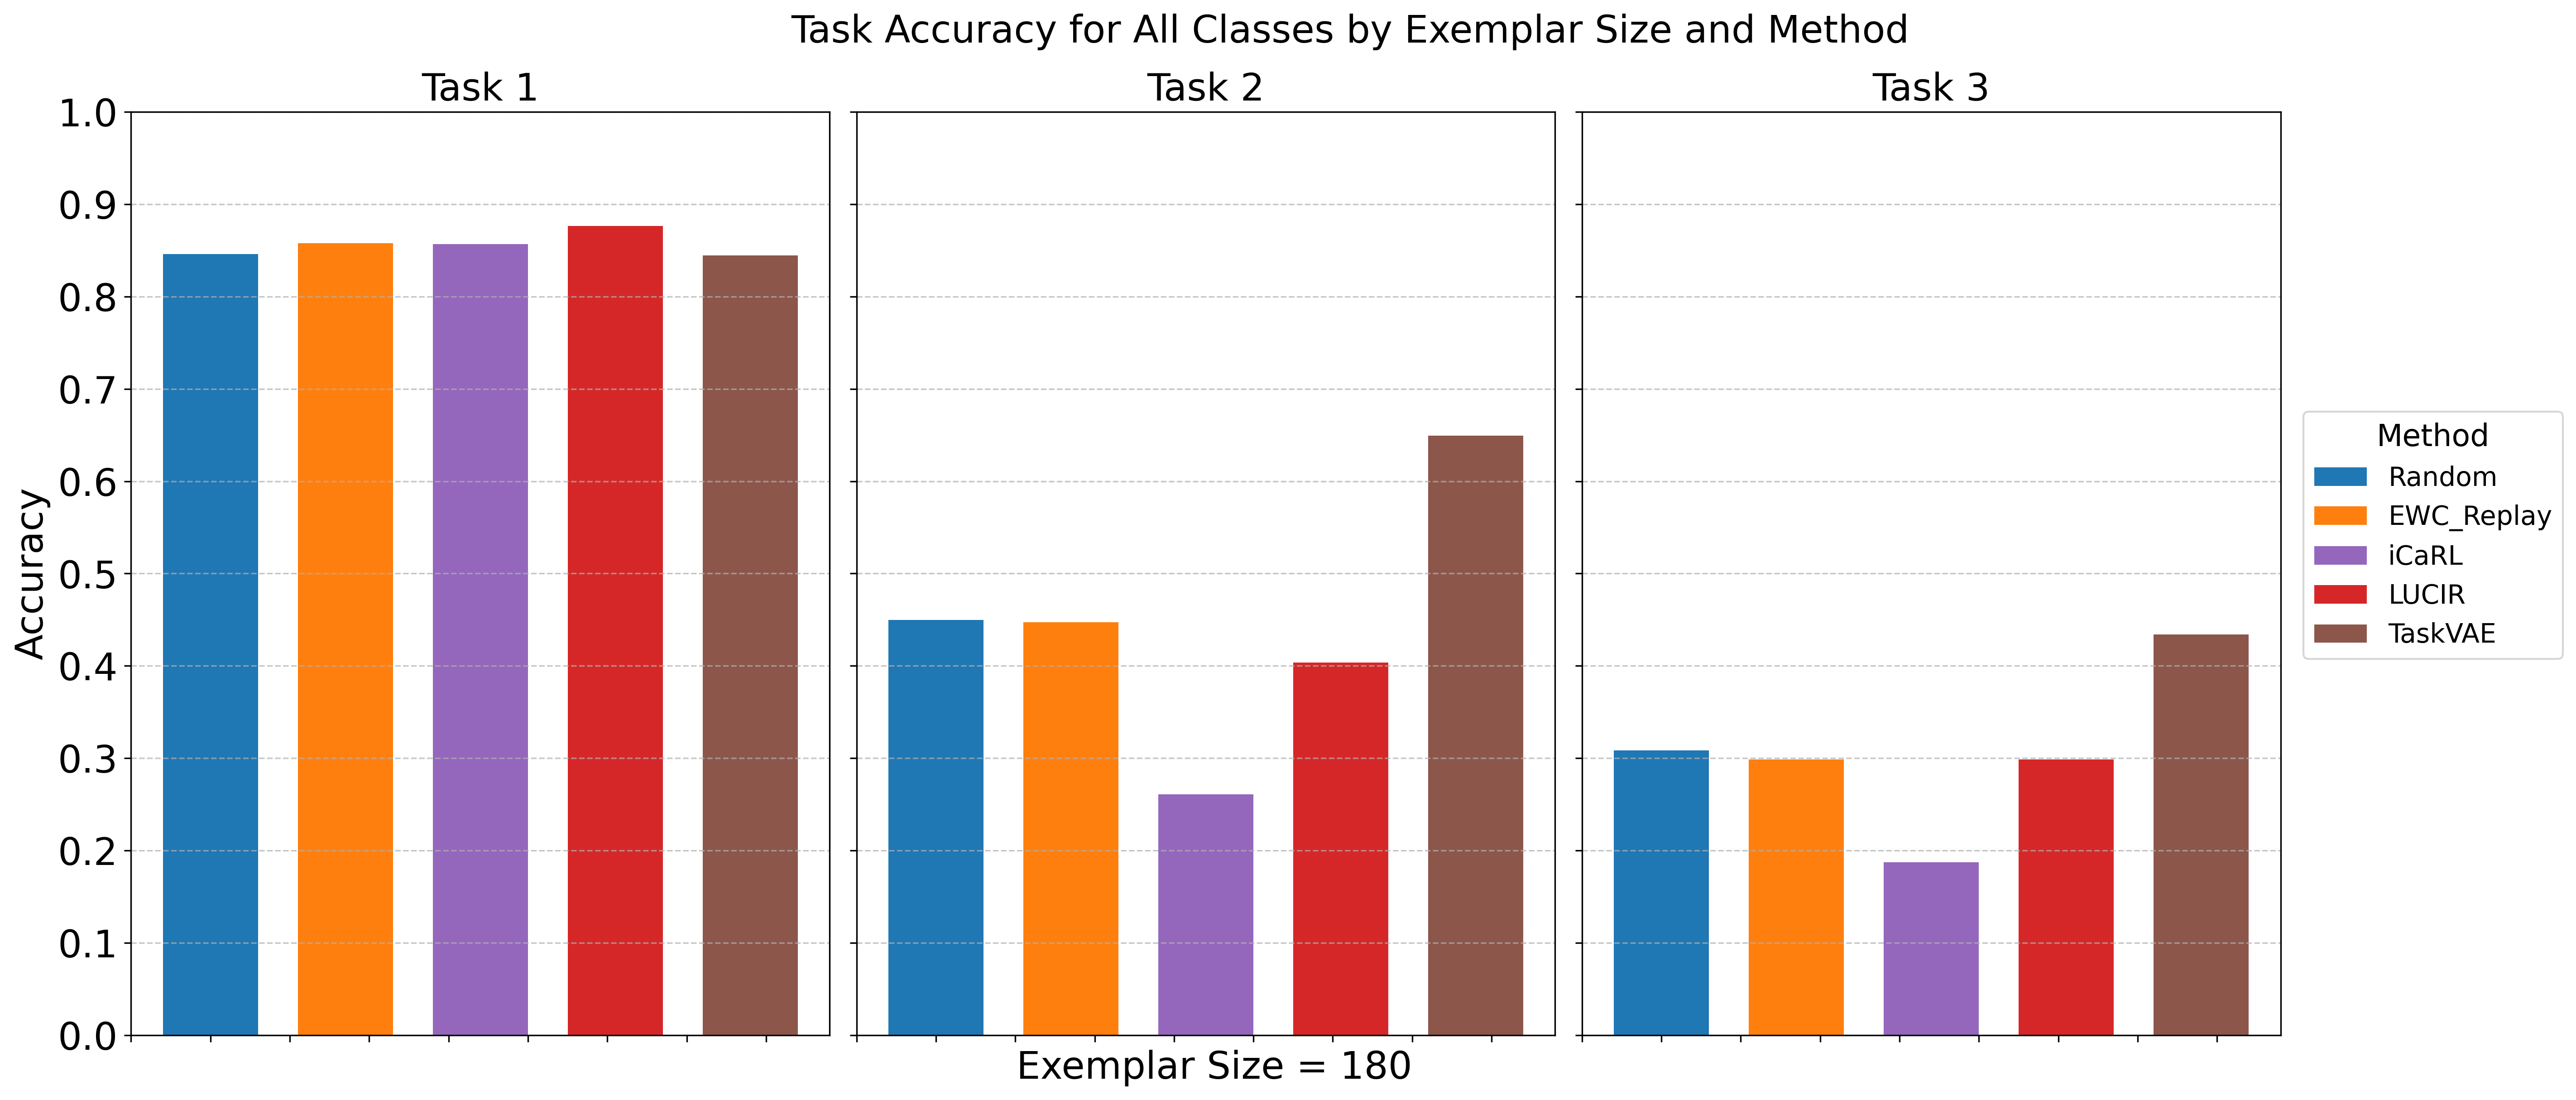 Task Accuracy for All Classes by Exemplar Size and Method
Task 1
Task 2
Task 3
1.0
0.9
0.8
0.7
0.6
0.5
0.4
0.3
0.2
0.1
0.0
Accuracy
Exemplar Size = 180
Method
Random
EWC_Replay
iCaRL
LUCIR
TaskVAE